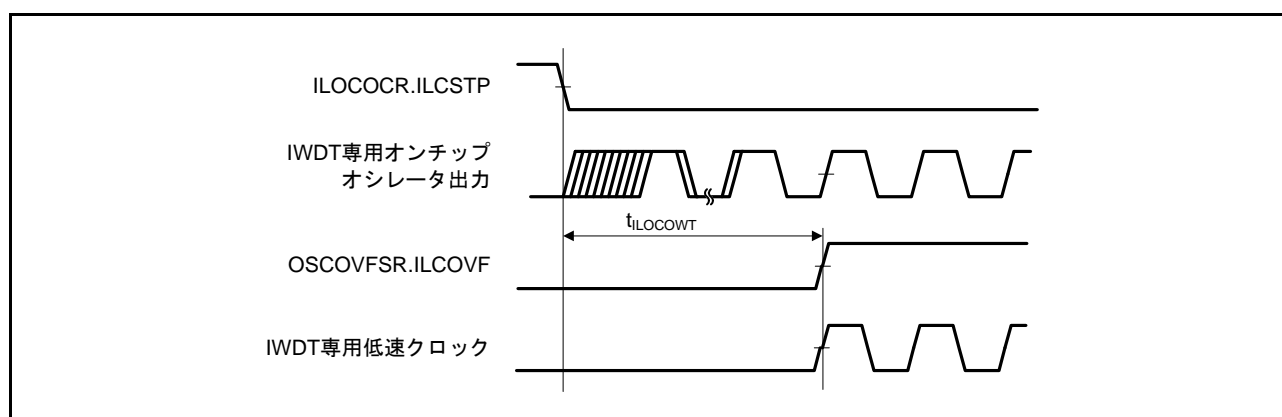 ILOCOCR.ILCSTP
IWDT専用オンチップ
オシレータ出力
tILOCOWT
OSCOVFSR.ILCOVF
IWDT専用低速クロック